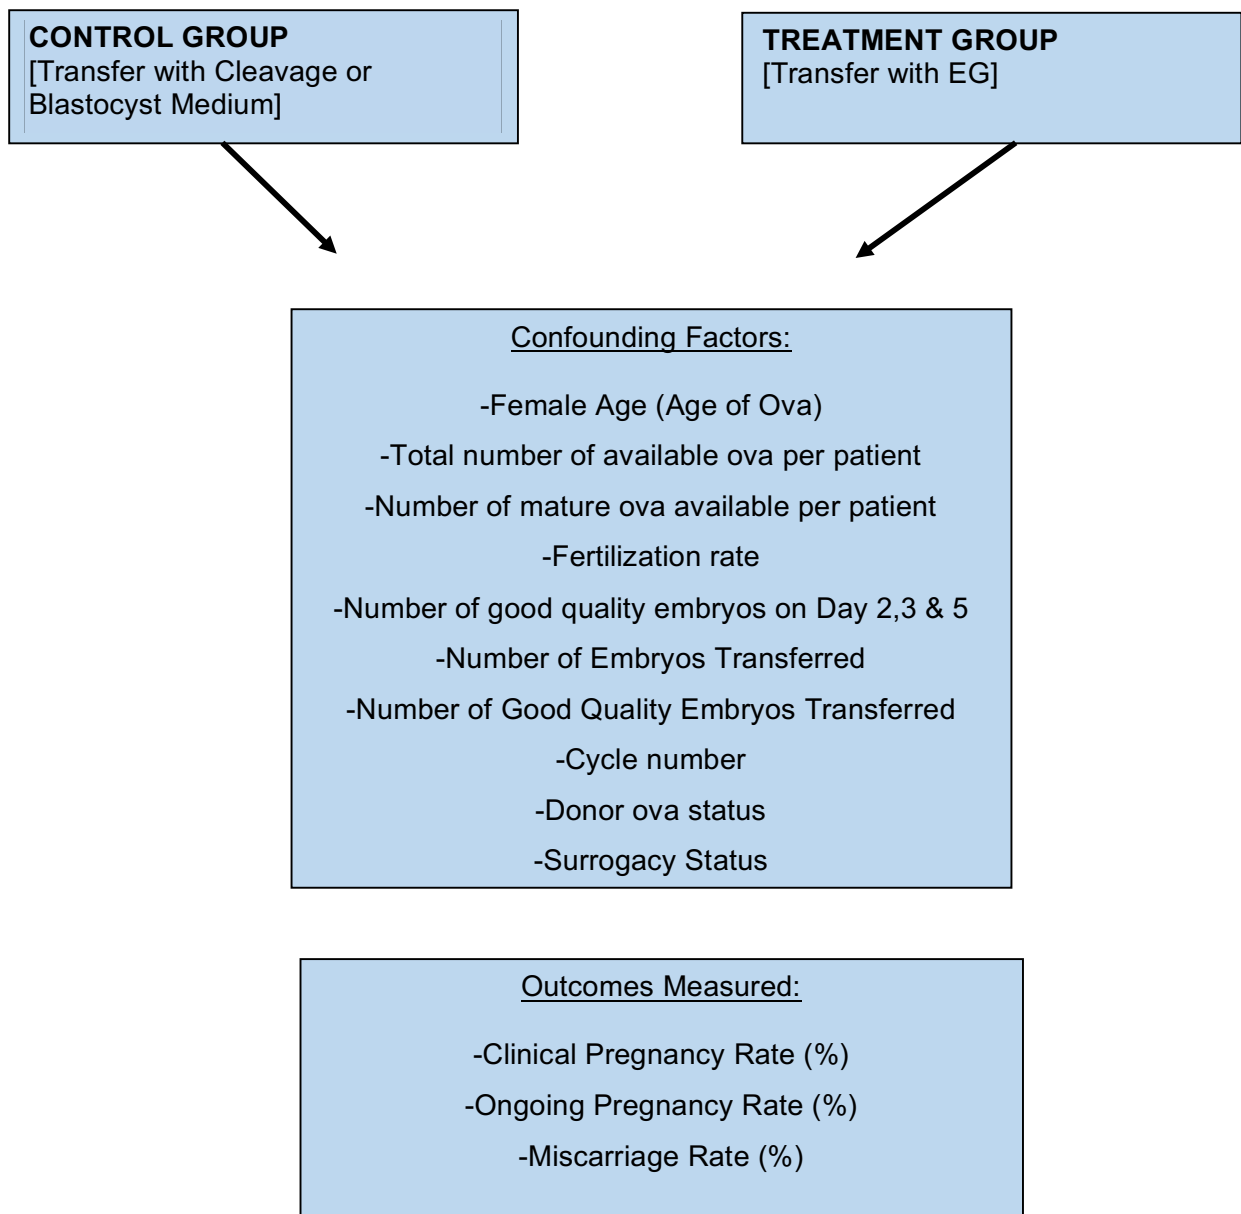 CONTROL GROUP
[Transfer with Cleavage or
Blastocyst Medium]
TREATMENT GROUP
[Transfer with EG]
Confounding Factors:
-Female Age (Age of Ova)
-Total number of available ova per patient
-Number of mature ova available per patient
-Fertilization rate
-Number of good quality embryos on Day 2,3 & 5
-Number of Embryos Transferred
-Number of Good Quality Embryos Transferred
-Cycle number
-Donor ova status
-Surrogacy Status
Outcomes Measured:
-Clinical Pregnancy Rate (%)
-Ongoing Pregnancy Rate (%)
-Miscarriage Rate (%)